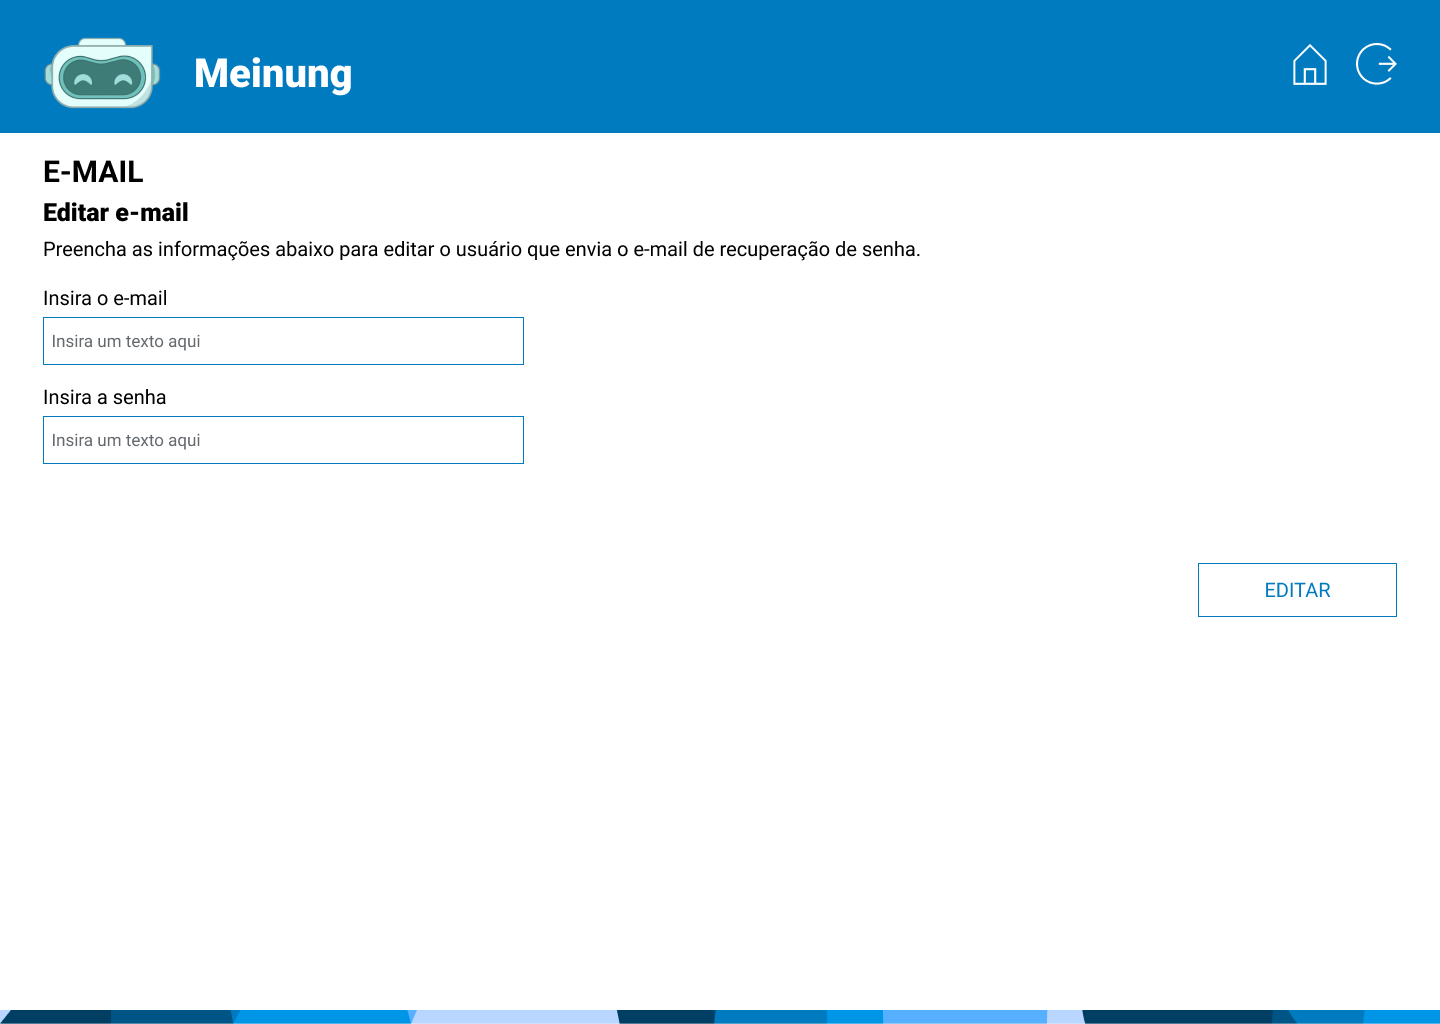 Meinung
E-MAIL
Editar e-mail
Preencha as informações abaixo para editar o usuário que envia o e-mail de recuperação de senha.
Insira o e-mail
Insira um texto aqui
Insira a senha
Insira um texto aqui
EDITAR